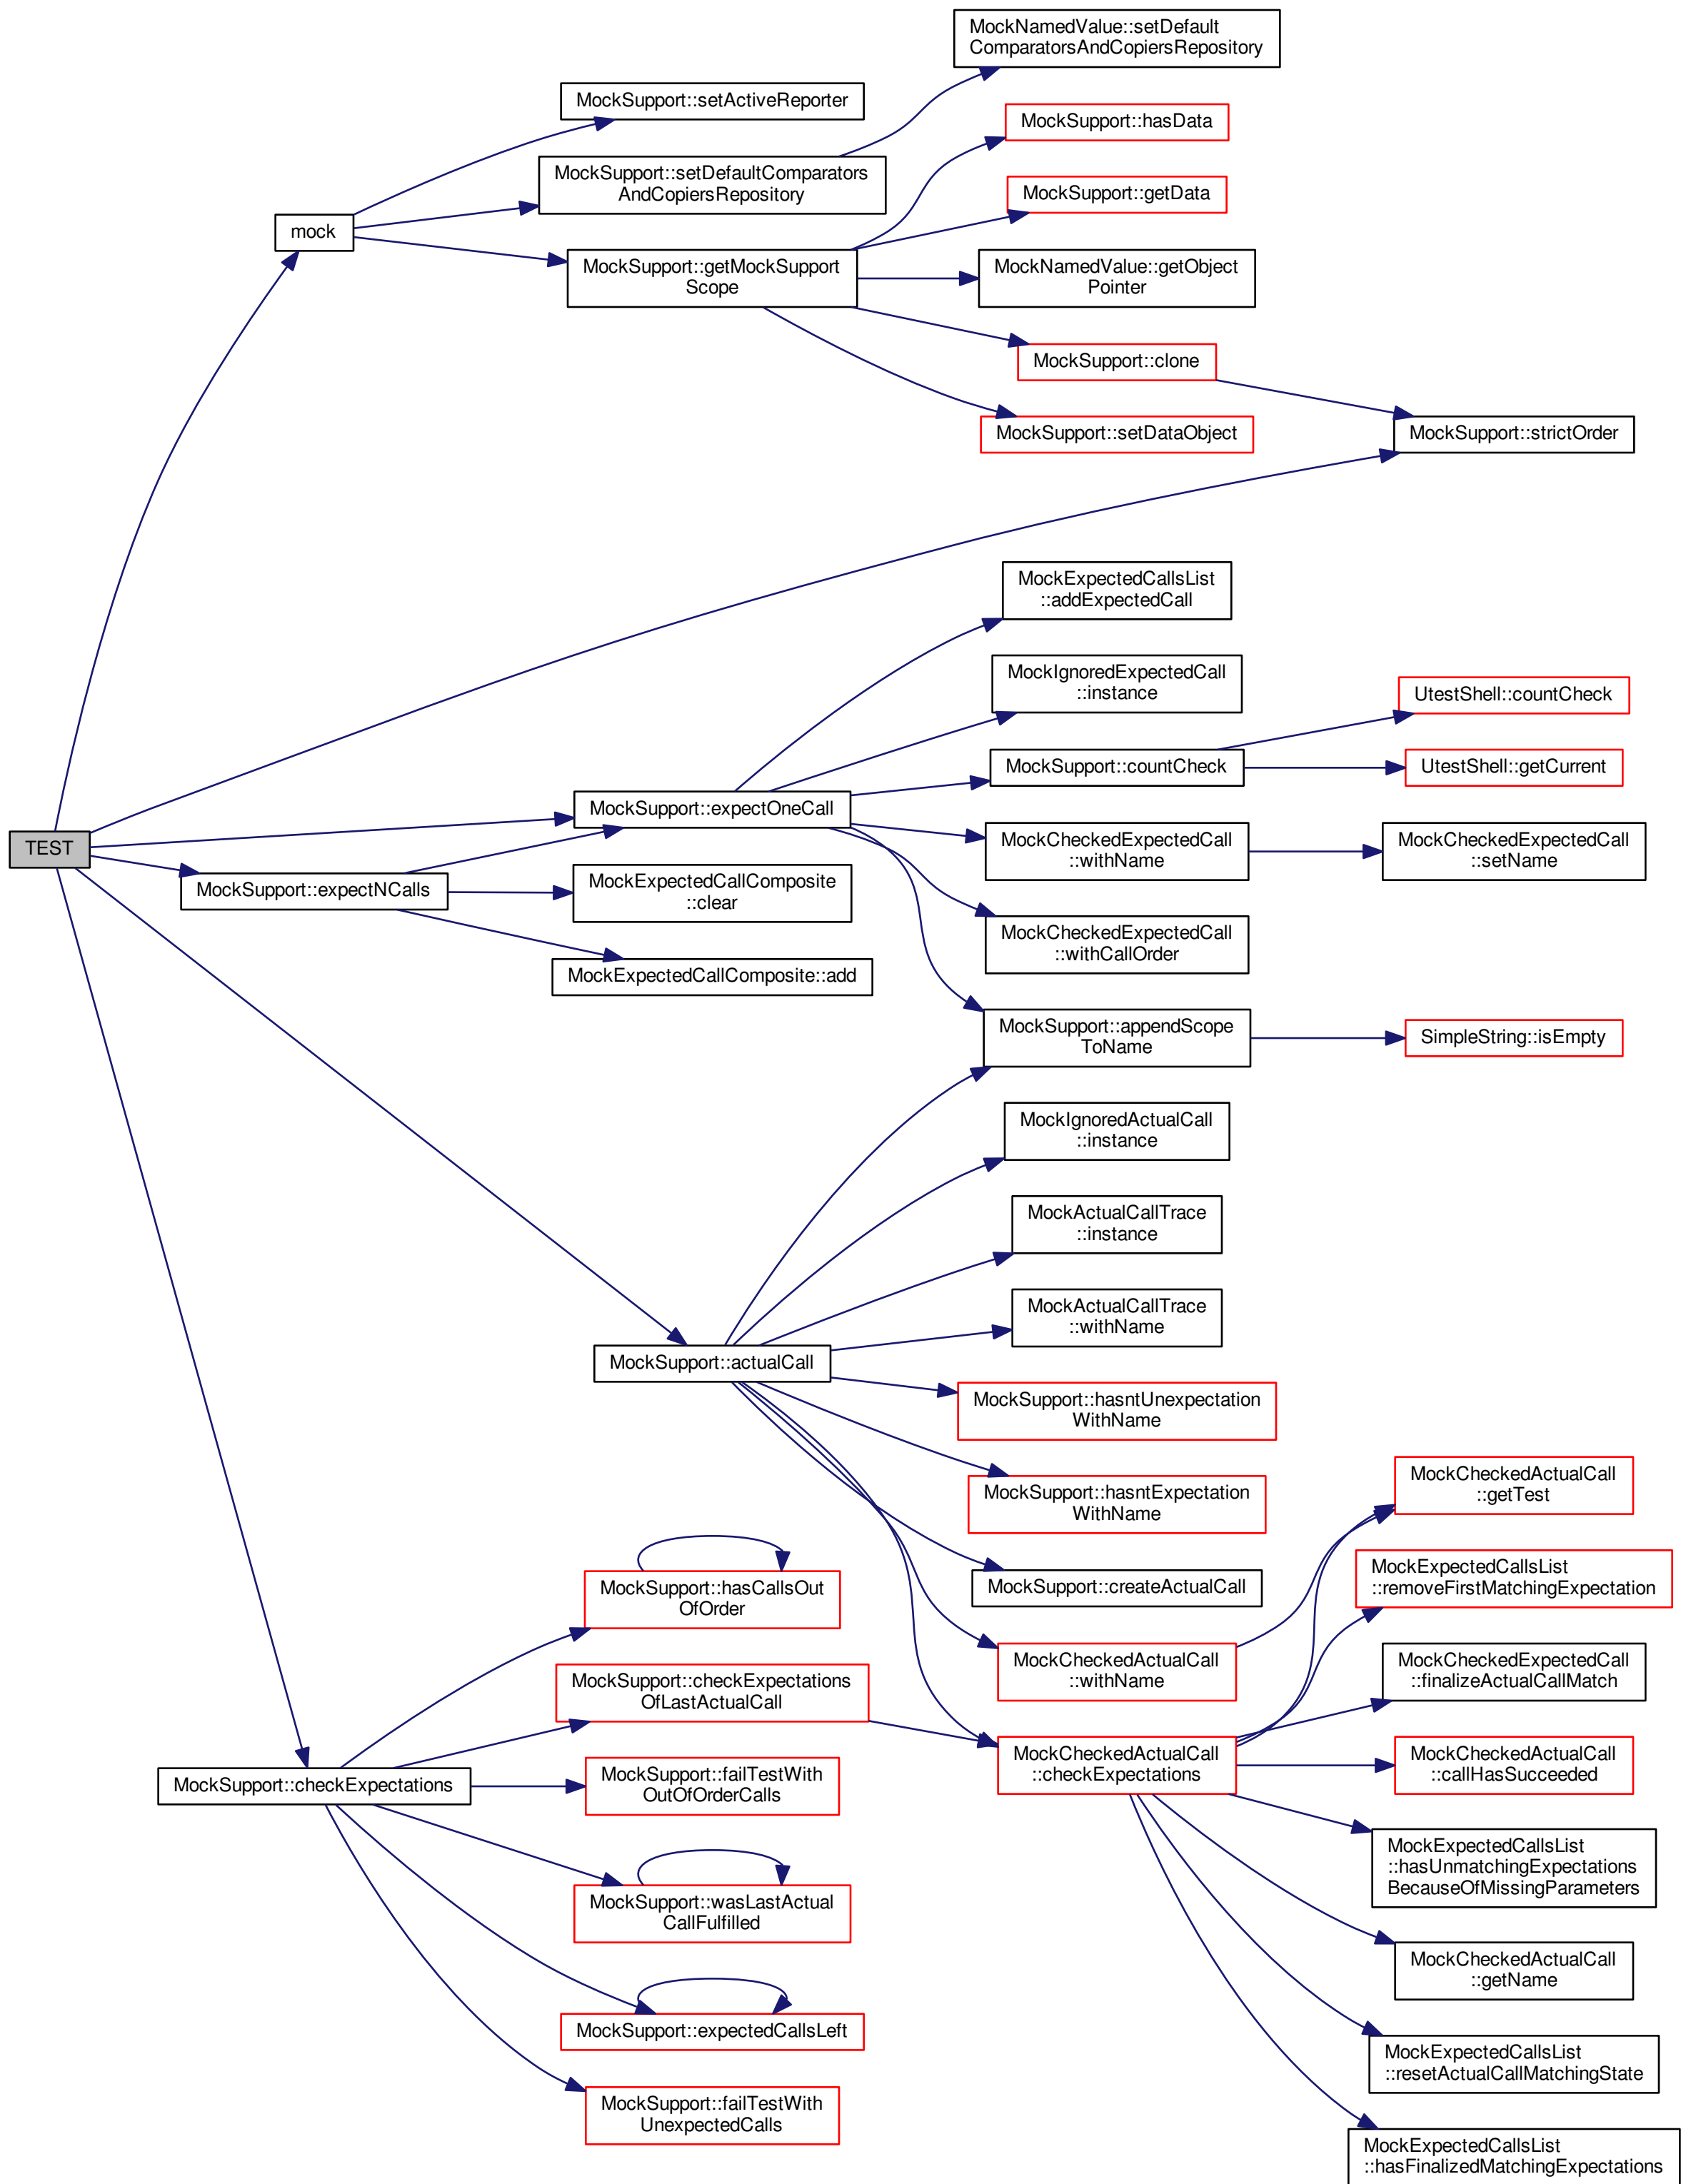 MockNamedValue::setDefault
ComparatorsAndCopiersRepository
MockSupport::setActiveReporter
MockSupport::hasData
MockSupport::setDefaultComparators
AndCopiersRepository
MockSupport::getData
mock
MockSupport::getMockSupport
Scope
MockNamedValue::getObject
Pointer
MockSupport::clone
MockSupport::setDataObject
MockSupport::strictOrder
MockExpectedCallsList
::addExpectedCall
MockIgnoredExpectedCall
::instance
UtestShell::countCheck
MockSupport::countCheck
UtestShell::getCurrent
MockSupport::expectOneCall
TEST
MockCheckedExpectedCall
::withName
MockCheckedExpectedCall
::setName
MockSupport::expectNCalls
MockExpectedCallComposite
::clear
MockCheckedExpectedCall
::withCallOrder
MockExpectedCallComposite::add
MockSupport::appendScope
ToName
SimpleString::isEmpty
MockIgnoredActualCall
::instance
MockActualCallTrace
::instance
MockActualCallTrace
::withName
MockSupport::actualCall
MockSupport::hasntUnexpectation
WithName
MockSupport::hasntExpectation
WithName
MockCheckedActualCall
::getTest
MockSupport::hasCallsOut
OfOrder
MockSupport::createActualCall
MockExpectedCallsList
::removeFirstMatchingExpectation
MockCheckedActualCall
::withName
MockCheckedExpectedCall
::finalizeActualCallMatch
MockSupport::checkExpectations
OfLastActualCall
MockCheckedActualCall
::checkExpectations
MockCheckedActualCall
::callHasSucceeded
MockSupport::checkExpectations
MockSupport::failTestWith
OutOfOrderCalls
MockExpectedCallsList
::hasUnmatchingExpectations
BecauseOfMissingParameters
MockSupport::wasLastActual
CallFulfilled
MockCheckedActualCall
::getName
MockSupport::expectedCallsLeft
MockExpectedCallsList
::resetActualCallMatchingState
MockSupport::failTestWith
UnexpectedCalls
MockExpectedCallsList
::hasFinalizedMatchingExpectations